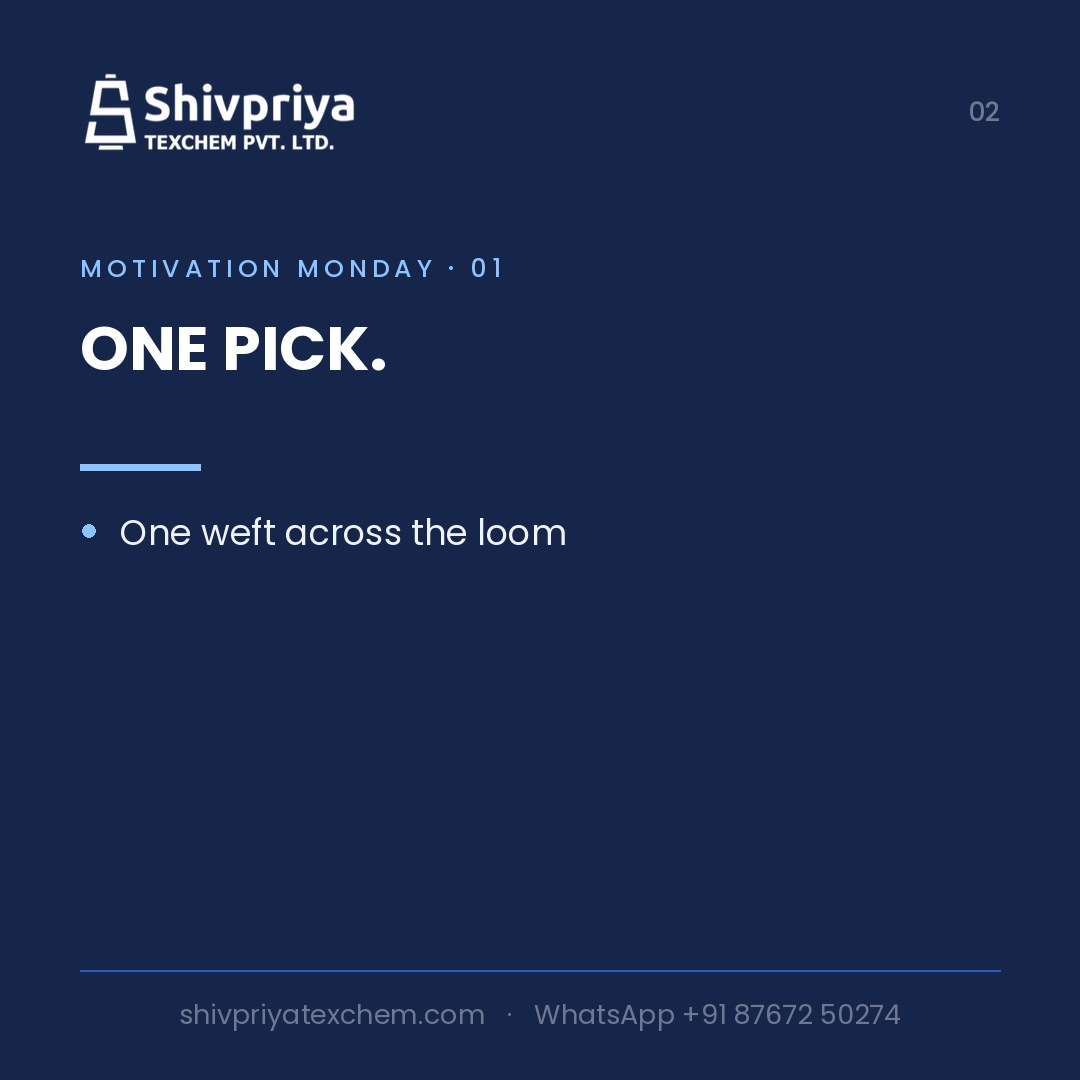 Shivpriya
TEXCHEM PVT. LTD.
02
MOTIVATION MONDAY · 01
ONE PICK.
• One weft across the loom
shivpriyatexchem.com · WhatsApp +91 87672 50274